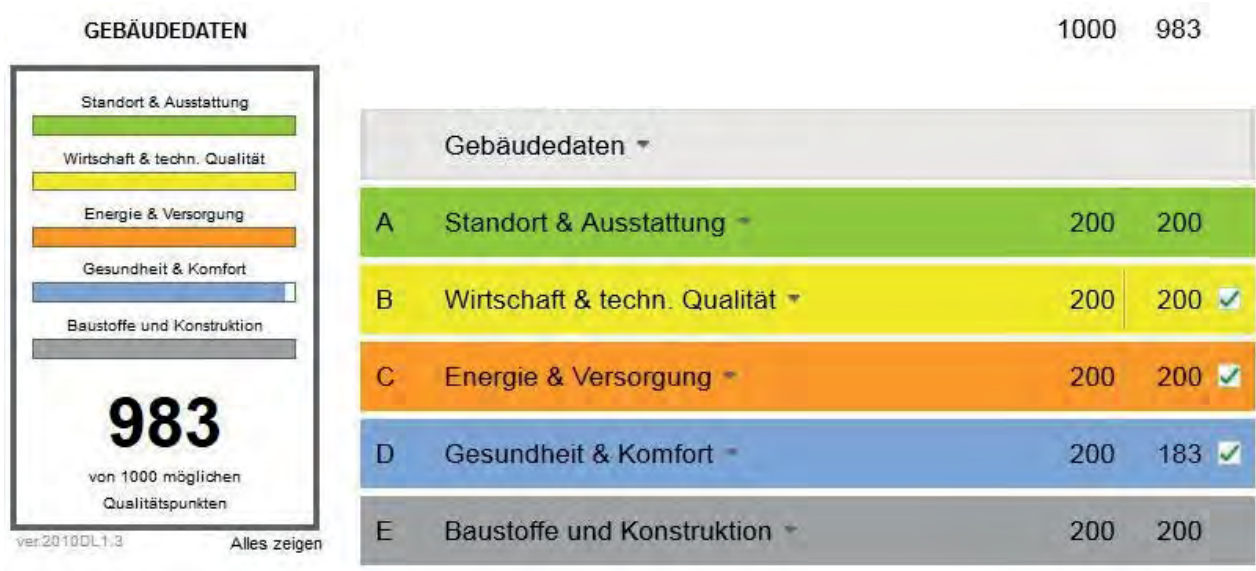 GEBÄUDEDATEN
Standort & Ausstattung
Wirtschaft & techn. Qualität
Energie & Versorgung
Gesundheit & Komfort
Baustoffe und Konstruktion
983
von 1000 möglichen
Qualitätspunkten
ver.2010DL1.3 Alles zeigen
1000 983
Gebäudedaten
A Standort & Ausstattung 200 200
B Wirtschaft & techn. Qualität 200 200
C Energie & Versorgung 200 200
D Gesundheit & Komfort 200 183
E Baustoffe und Konstruktion 200 200